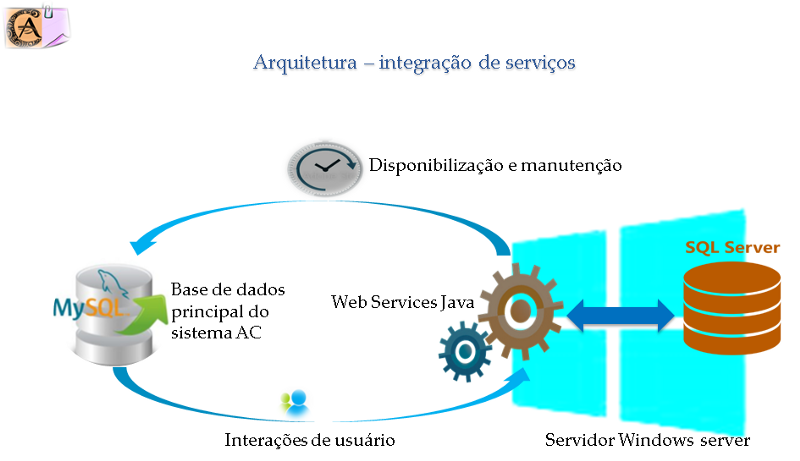 A
Arquitetura – integração de serviços
Disponibilização e manutenção
SQL Server
MySQL
Base de dados
principal do
sistema AC
Web Services Java
Interações de usuário
Servidor Windows server